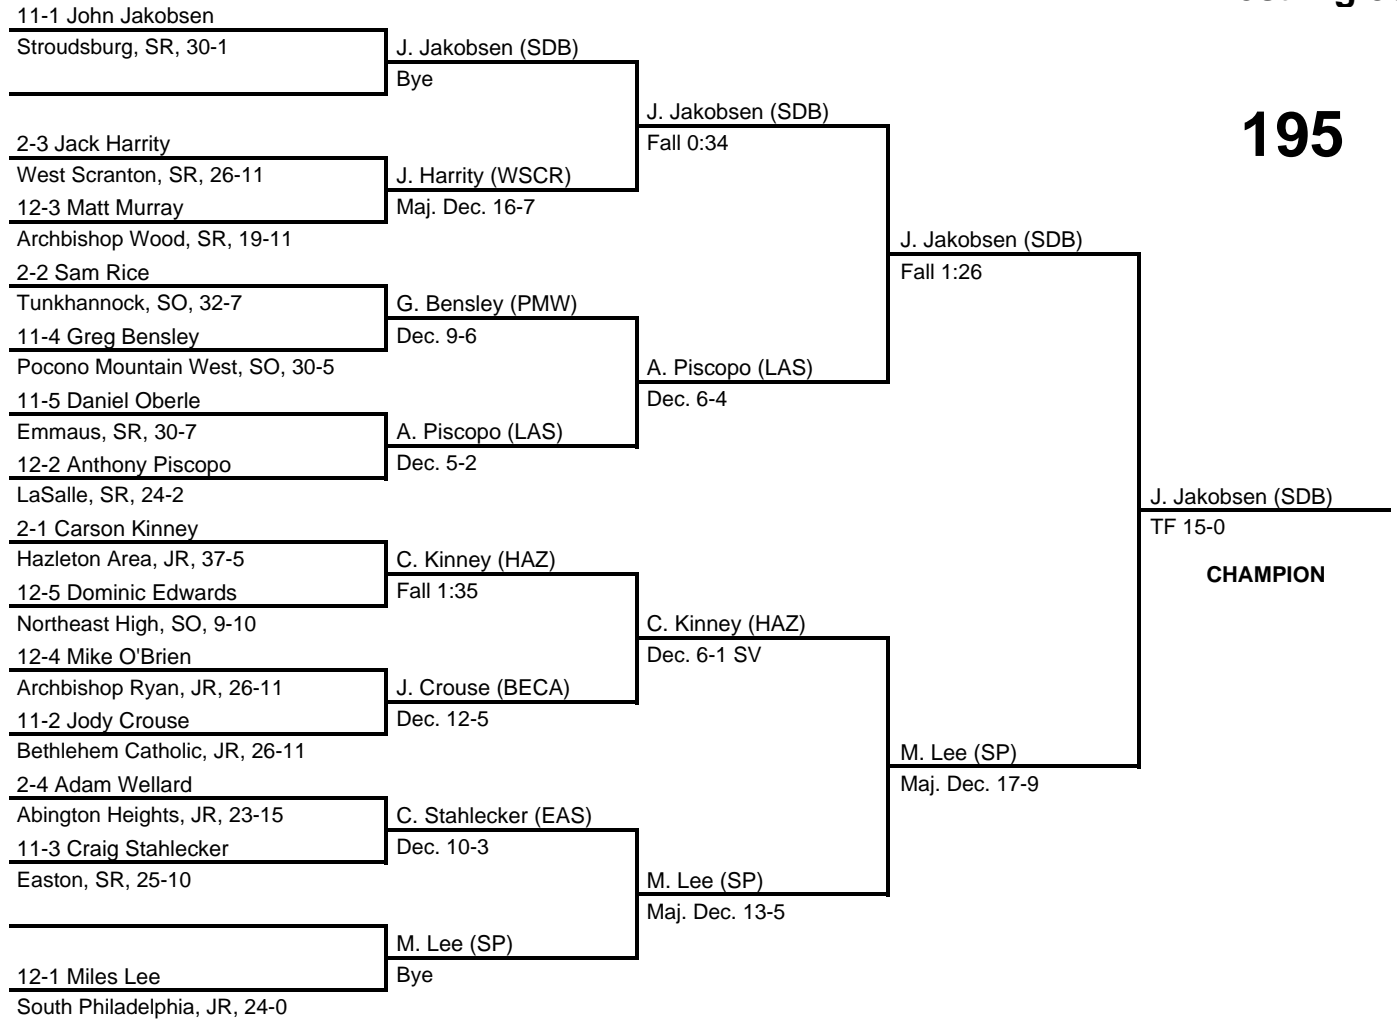 11-1 John Jakobsen
Stroudsburg, SR, 30-1
J. Jakobsen (SDB)
Bye
J. Jakobsen (SDB)
Fall 0:34
195
2-3 Jack Harrity
West Scranton, SR, 26-11
J. Harrity (WSCR)
12-3 Matt Murray
Maj. Dec. 16-7
Archbishop Wood, SR, 19-11
J. Jakobsen (SDB)
2-2 Sam Rice
Fall 1:26
Tunkhannock, SO, 32-7
G. Bensley (PMW)
11-4 Greg Bensley
Dec. 9-6
Pocono Mountain West, SO, 30-5
A. Piscopo (LAS)
11-5 Daniel Oberle
Dec. 6-4
Emmaus, SR, 30-7
A. Piscopo (LAS)
12-2 Anthony Piscopo
Dec. 5-2
LaSalle, SR, 24-2
J. Jakobsen (SDB)
2-1 Carson Kinney
TF 15-0
Hazleton Area, JR, 37-5
C. Kinney (HAZ)
CHAMPION
12-5 Dominic Edwards
Fall 1:35
Northeast High, SO, 9-10
C. Kinney (HAZ)
12-4 Mike O'Brien
Dec. 6-1 SV
Archbishop Ryan, JR, 26-11
J. Crouse (BECA)
11-2 Jody Crouse
Dec. 12-5
Bethlehem Catholic, JR, 26-11
M. Lee (SP)
2-4 Adam Wellard
Maj. Dec. 17-9
Abington Heights, JR, 23-15
C. Stahlecker (EAS)
11-3 Craig Stahlecker
Dec. 10-3
Easton, SR, 25-10
M. Lee (SP)
Maj. Dec. 13-5
M. Lee (SP)
12-1 Miles Lee
Bye
South Philadelphia, JR, 24-0